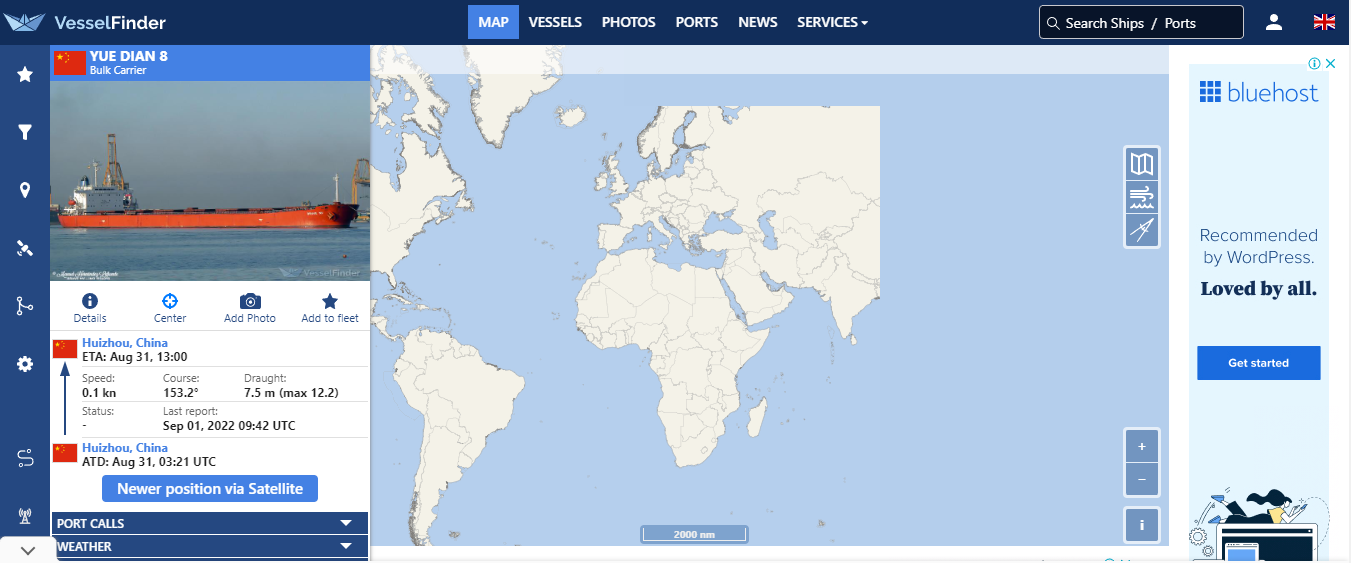 VesselFinder
MAP
VESSELS
PHOTOS
PORTS
NEWS
SERVICES
Search Ships / Ports
YUE DIAN 8
Bulk Carrier
VesselFinder
Details
Center
Add Photo
Add to fleet
Huizhou, China
ETA: Aug 31, 13:00
Speed: Course: Draught:
0.1 kn 153.2° 7.5 m (max 12.2)
Status: Last report:
- Sep 01, 2022 09:42 UTC
Huizhou, China
ATD: Aug 31, 03:21 UTC
Newer position via Satellite
PORT CALLS
WEATHER
+
−
i
2000 nm
bluehost
Recommended
by WordPress.
Loved by all.
Get started